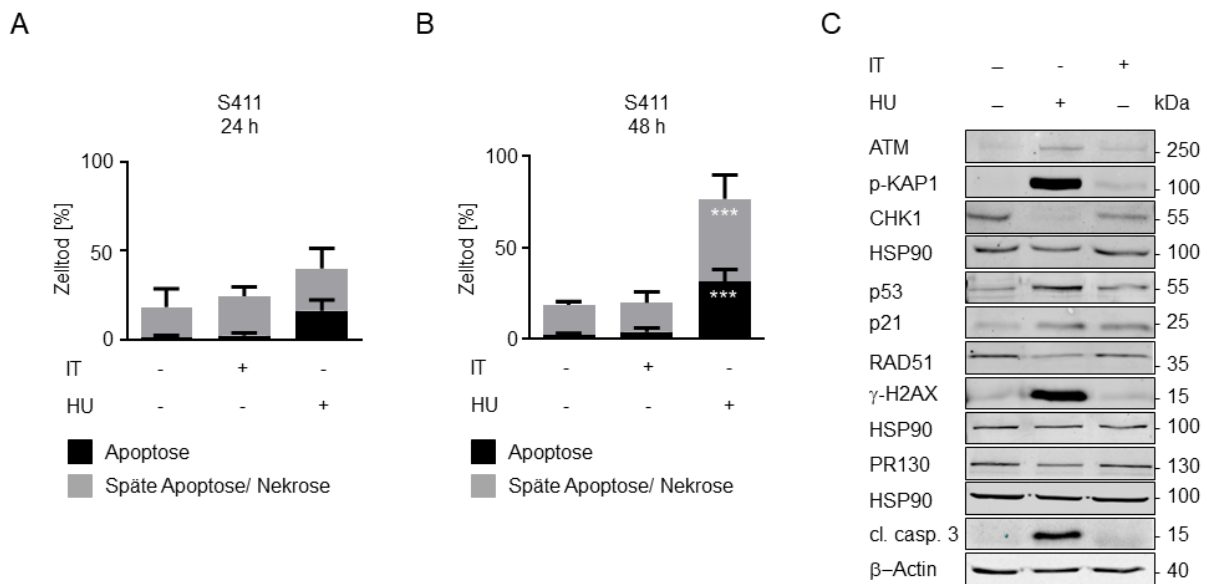 A
S411
24 h
Zelltod [%]
100
50
0
IT - + -
HU - - +
Apoptose
Späte Apoptose/ Nekrose
B
S411
48 h
Zelltod [%]
100
50
0
***
***
IT - + -
HU - - +
Apoptose
Späte Apoptose/ Nekrose
C
IT – - +
HU – + – kDa
ATM - 250
p-KAP1 - 100
CHK1 - 55
HSP90 - 100
p53 - 55
p21 - 25
RAD51 - 35
γ-H2AX - 15
HSP90 - 100
PR130 - 130
HSP90 - 100
cl. casp. 3 - 15
β–Actin - 40